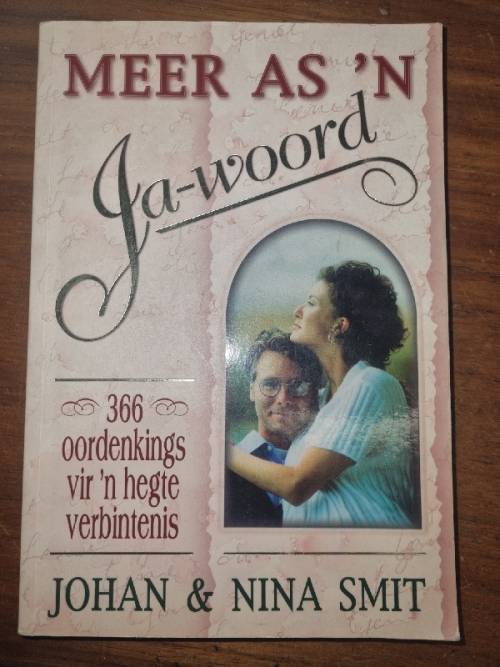 MEER AS 'N
Ja-woord
366
oordenkings
vir 'n hegte
verbintenis
JOHAN & NINA SMIT